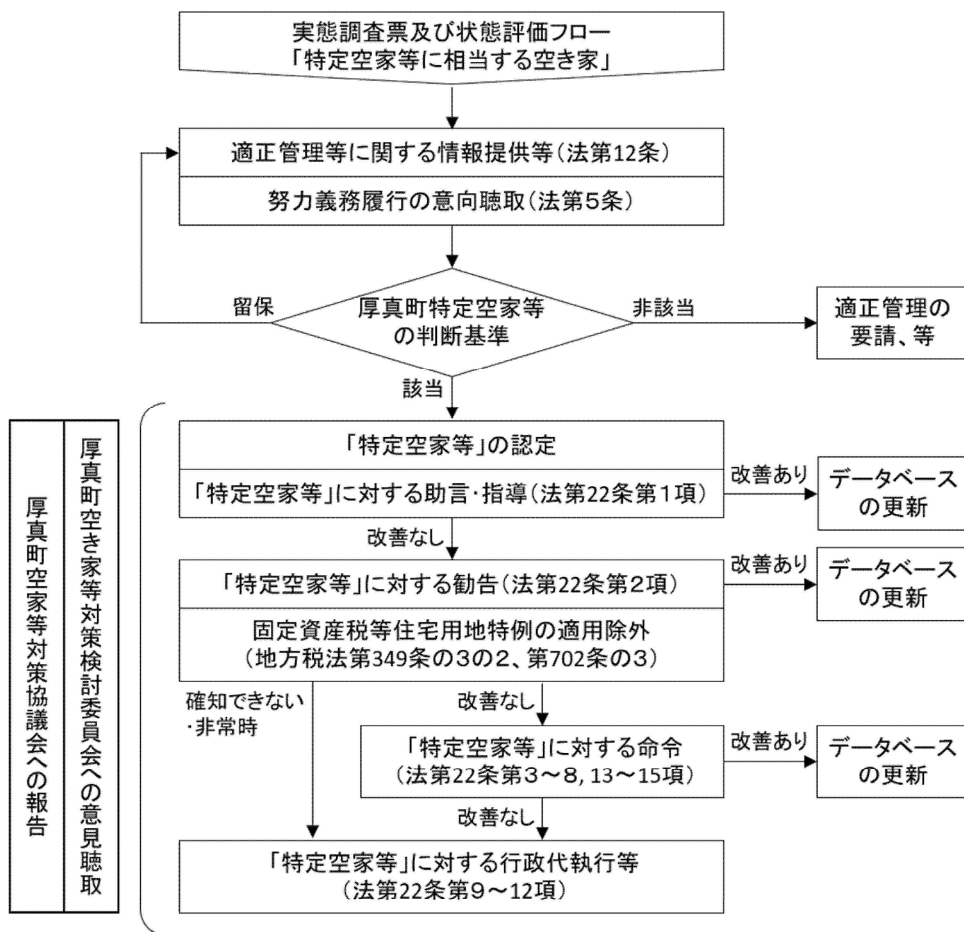 実態調査票及び状態評価フロー
「特定空家等に相当する空き家」
適正管理等に関する情報提供等(法第12条)
努力義務履行の意向聴取(法第5条)
留保
厚真町特定空家等
の判断基準
非該当
適正管理の
要請、等
該当
厚真町空き家等対策検討委員会への意見聴取
厚真町空家等対策協議会への報告
「特定空家等」の認定
「特定空家等」に対する助言・指導(法第22条第1項)
改善あり
データベース
の更新
改善なし
「特定空家等」に対する勧告(法第22条第2項)
改善あり
データベース
の更新
固定資産税等住宅用地特例の適用除外
(地方税法第349条の3の2、第702条の3)
確知できない
・非常時
改善なし
「特定空家等」に対する命令
(法第22条第3~8, 13~15項)
改善あり
データベース
の更新
改善なし
「特定空家等」に対する行政代執行等
(法第22条第9~12項)